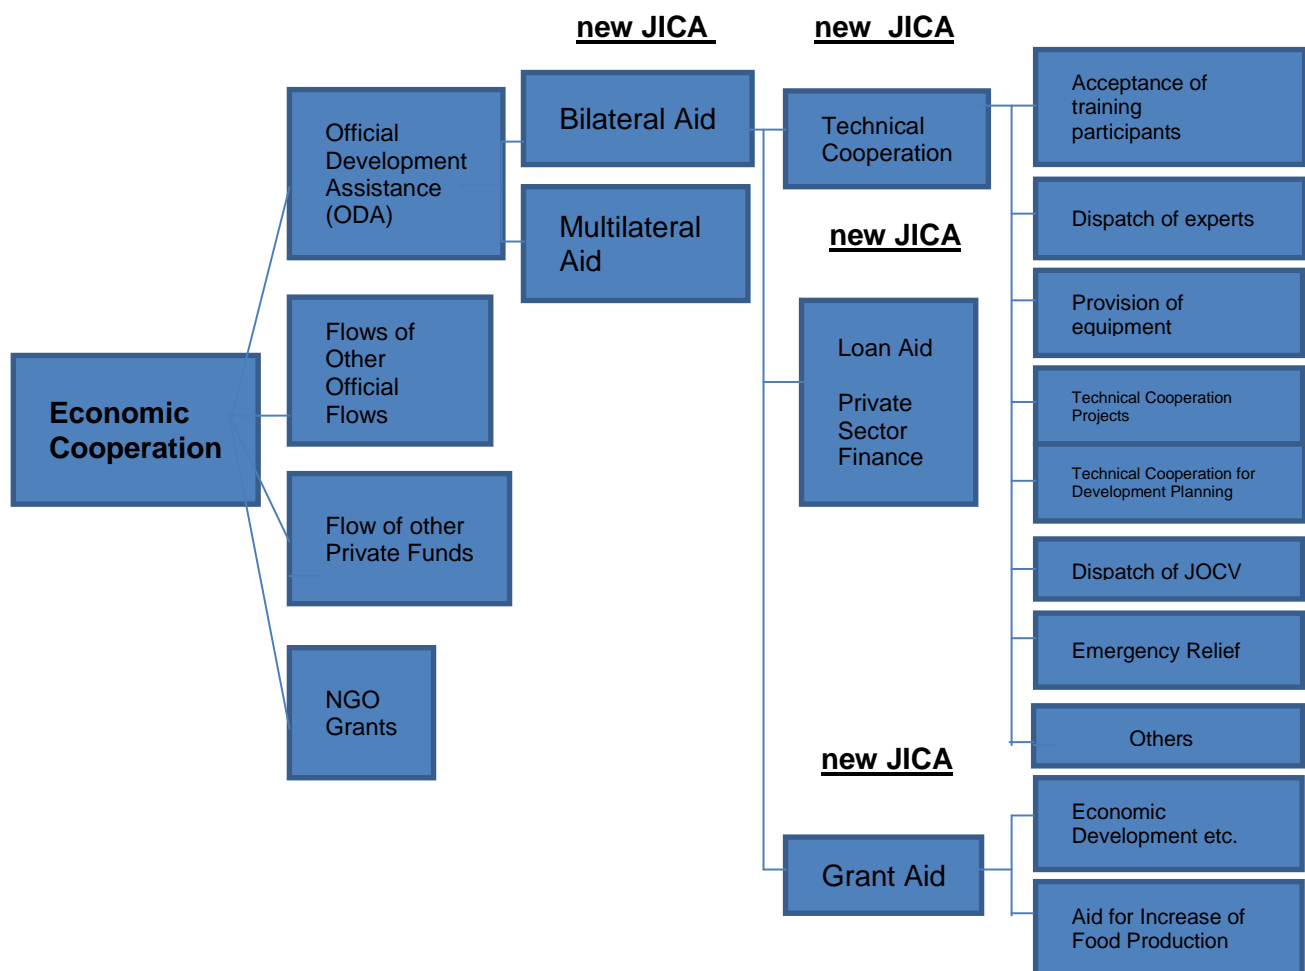 new JICA
new JICA
Official
Development
Assistance
(ODA)
Bilateral Aid
Multilateral
Aid
Technical
Cooperation
Acceptance of
training
participants
Dispatch of experts
new JICA
Provision of
equipment
Flows of
Other
Official
Flows
Loan Aid
Private
Sector
Finance
Economic
Cooperation
Technical Cooperation
Projects
Technical Cooperation for
Development Planning
Flow of other
Private Funds
Dispatch of JOCV
Emergency Relief
NGO
Grants
Others
new JICA
Economic
Development etc.
Grant Aid
Aid for Increase of
Food Production